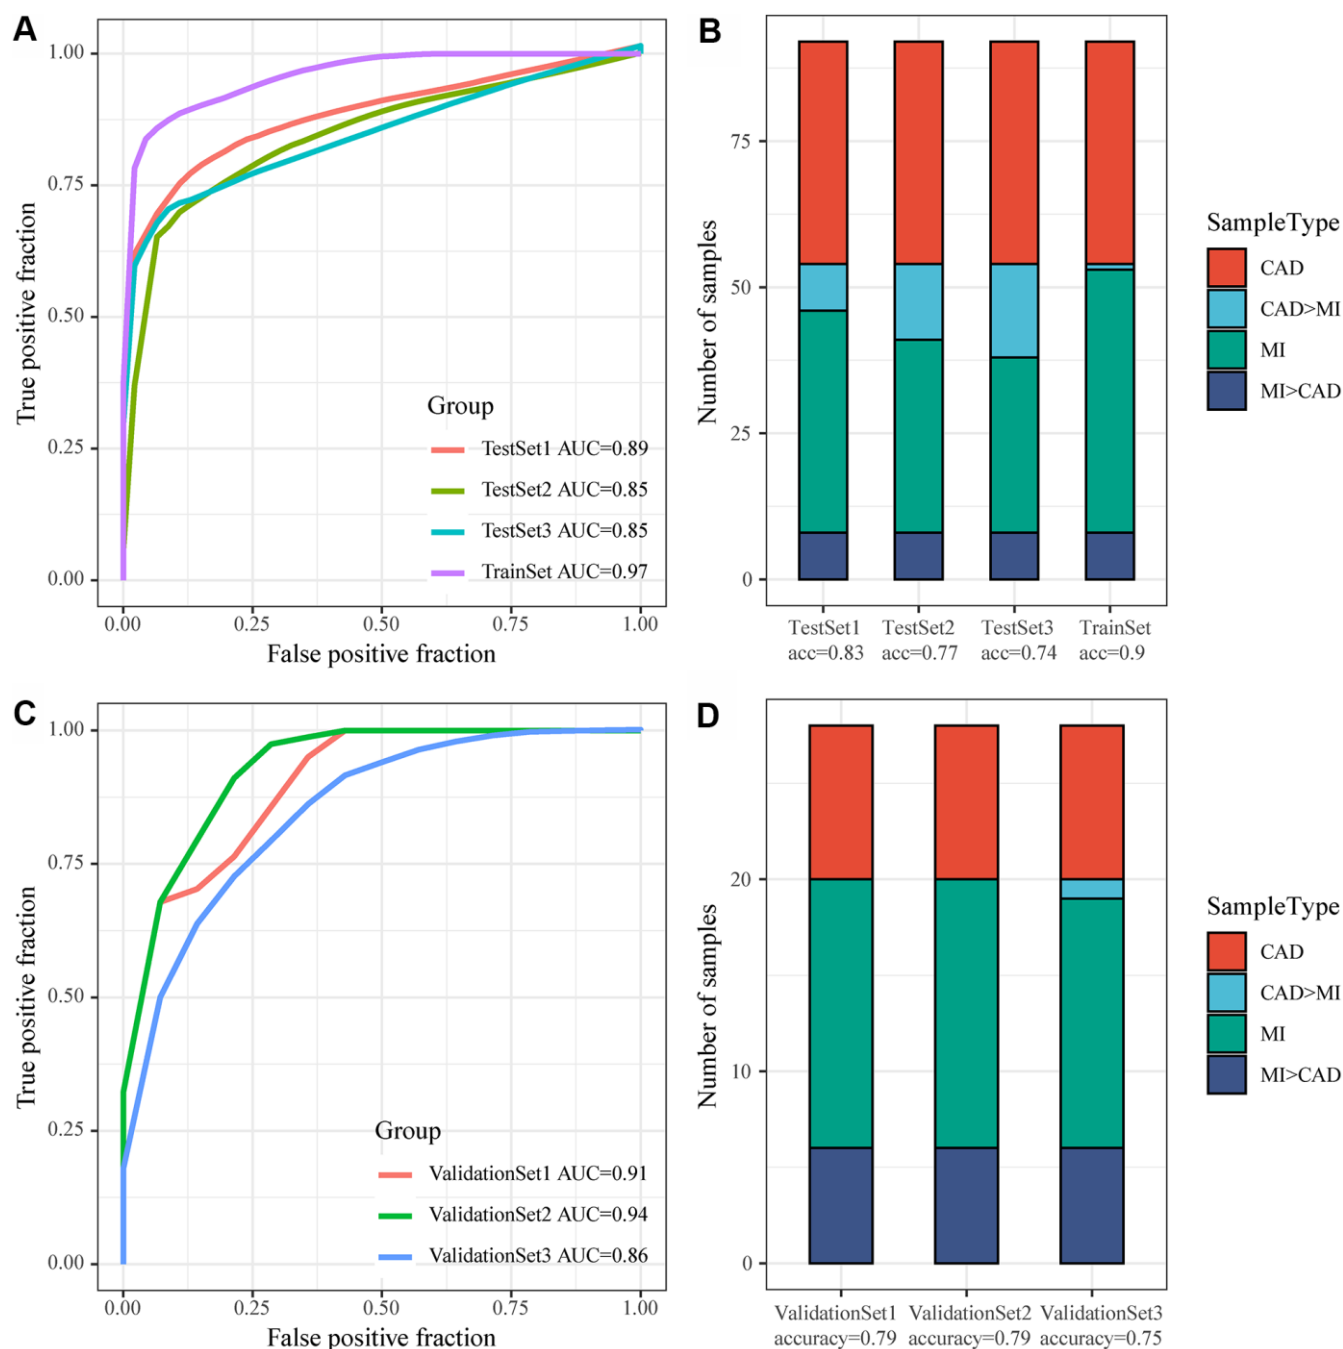 A
1.00
0.75
0.50
0.25
0.00
True positive fraction
0.00 0.25 0.50 0.75 1.00
False positive fraction
Group
TestSet1 AUC=0.89
TestSet2 AUC=0.85
TestSet3 AUC=0.85
TrainSet AUC=0.97
B
75
50
25
0
Number of samples
TestSet1 TestSet2 TestSet3 TrainSet
acc=0.83 acc=0.77 acc=0.74 acc=0.9
SampleType
CAD
CAD>MI
MI
MI>CAD
C
1.00
0.75
0.50
0.25
0.00
True positive fraction
0.00 0.25 0.50 0.75 1.00
False positive fraction
Group
ValidationSet1 AUC=0.91
ValidationSet2 AUC=0.94
ValidationSet3 AUC=0.86
D
20
10
0
Number of samples
ValidationSet1 ValidationSet2 ValidationSet3
accuracy=0.79 accuracy=0.79 accuracy=0.75
SampleType
CAD
CAD>MI
MI
MI>CAD